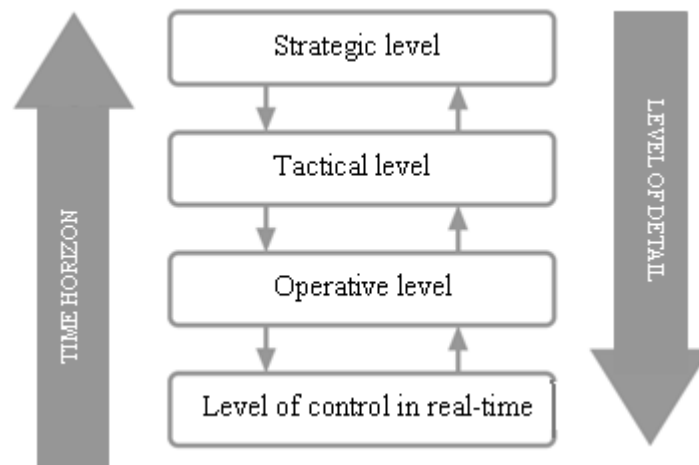 Strategic level
Tactical level
Operative level
Level of control in real-time
TIME HORIZON
LEVEL OF DETAIL